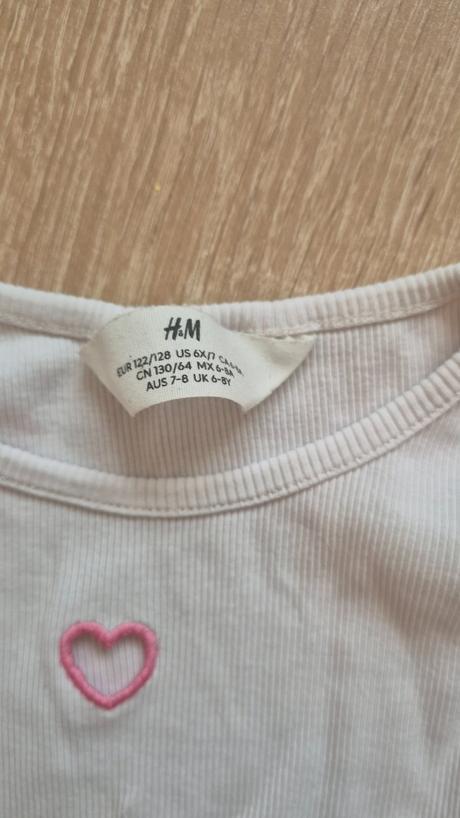 H&M
EUR 122/128 US 6X/7
CN 130/64 MX 6-8A
AUS 7-8 UK 6-8Y